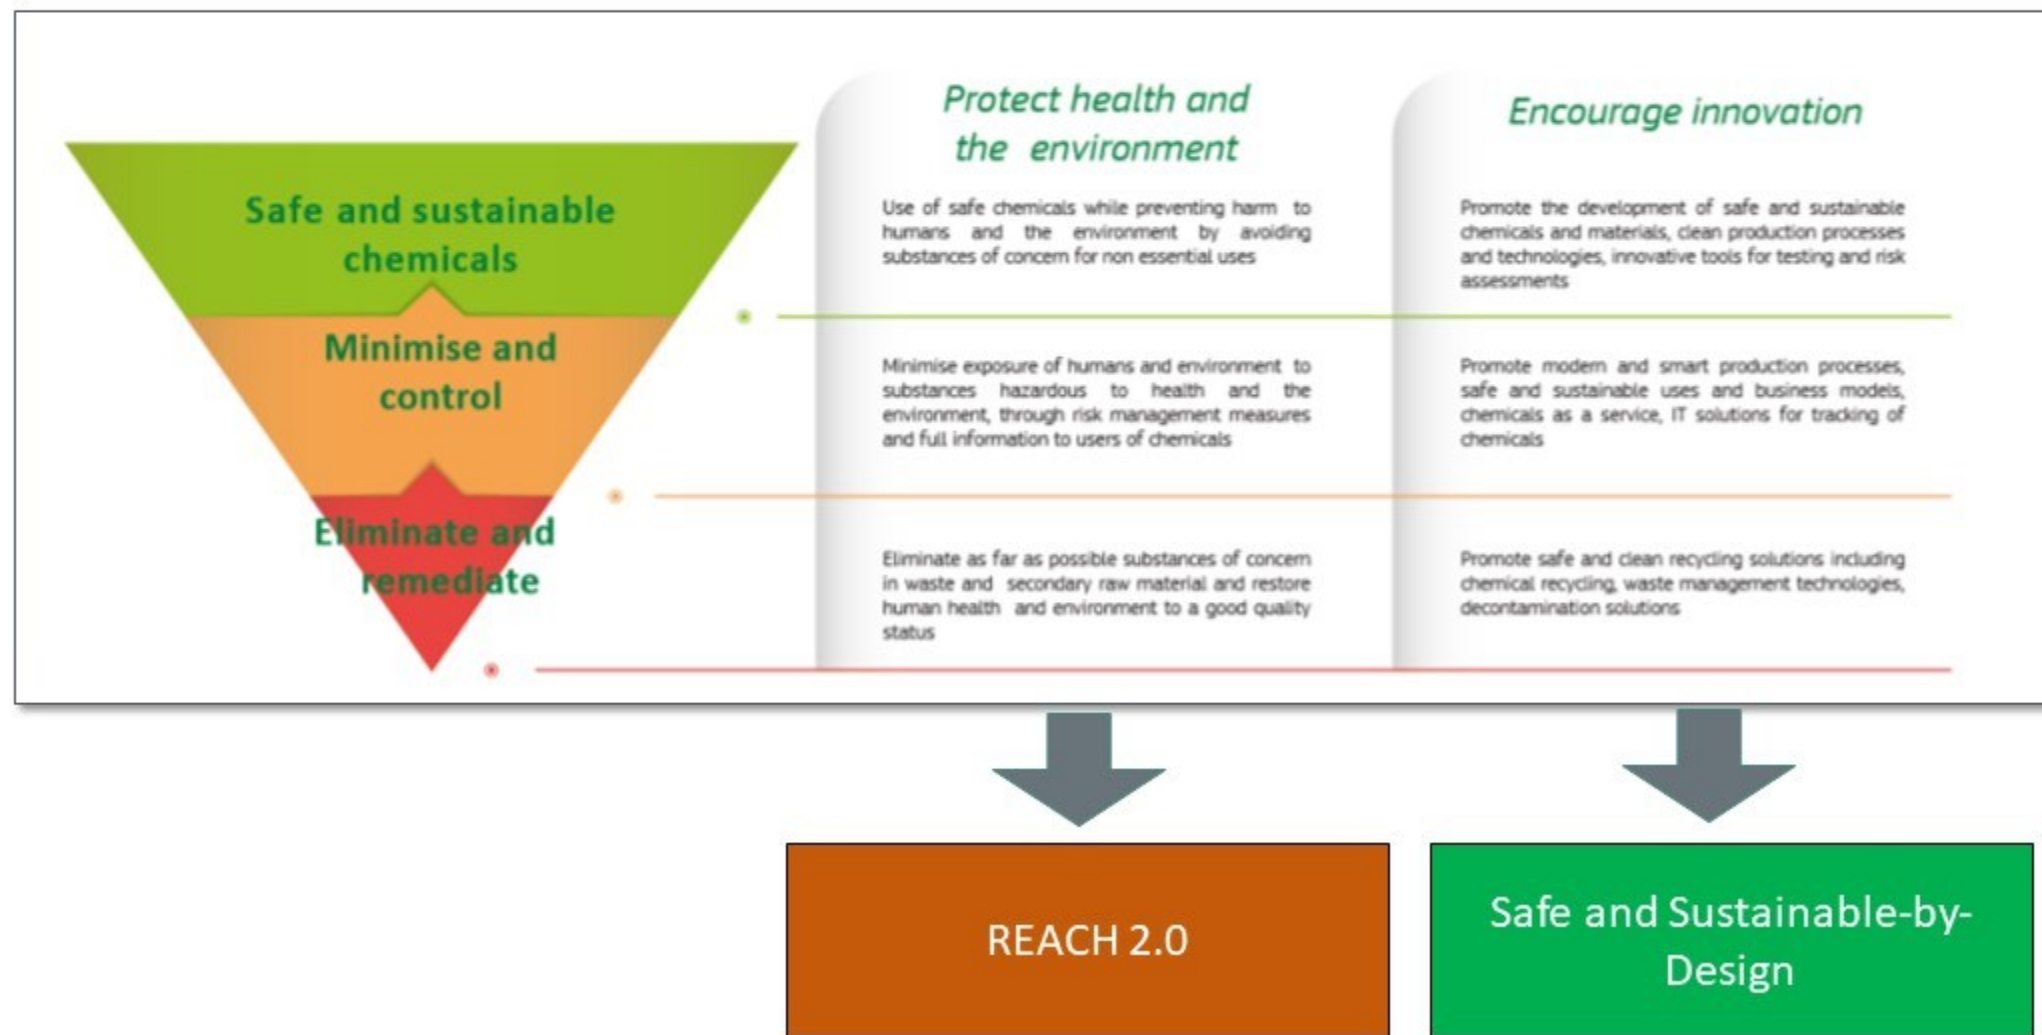 Safe and sustainable
chemicals
Minimise and
control
Eliminate and
remediate
Protect health and
the environment
Use of safe chemicals while preventing harm to
humans and the environment by avoiding
substances of concern for non essential uses
Minimise exposure of humans and environment to
substances hazardous to health and the
environment, through risk management measures
and full information to users of chemicals
Eliminate as far as possible substances of concern
in waste and secondary raw material and restore
human health and environment to a good quality
status
Encourage innovation
Promote the development of safe and sustainable
chemicals and materials, clean production processes
and technologies, innovative tools for testing and risk
assessments
Promote modern and smart production processes,
safe and sustainable uses and business models,
chemicals as a service, IT solutions for tracking of
chemicals
Promote safe and clean recycling solutions including
chemical recycling, waste management technologies,
decontamination solutions
REACH 2.0
Safe and Sustainable-by-
Design